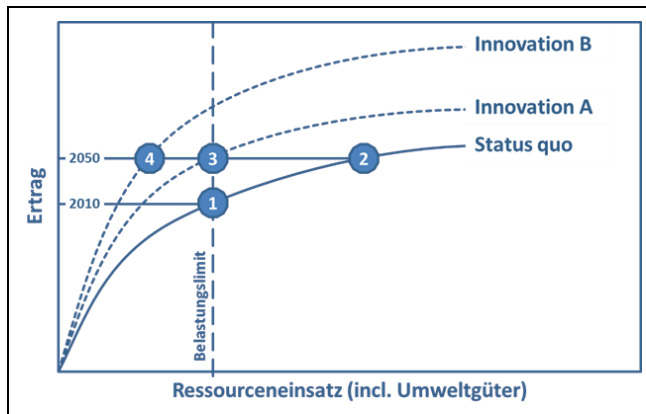 Innovation B
Innovation A
Status quo
2050
4
3
2
2010
1
Ertrag
Belastungslimit
Ressourceneinsatz (incl. Umweltgüter)